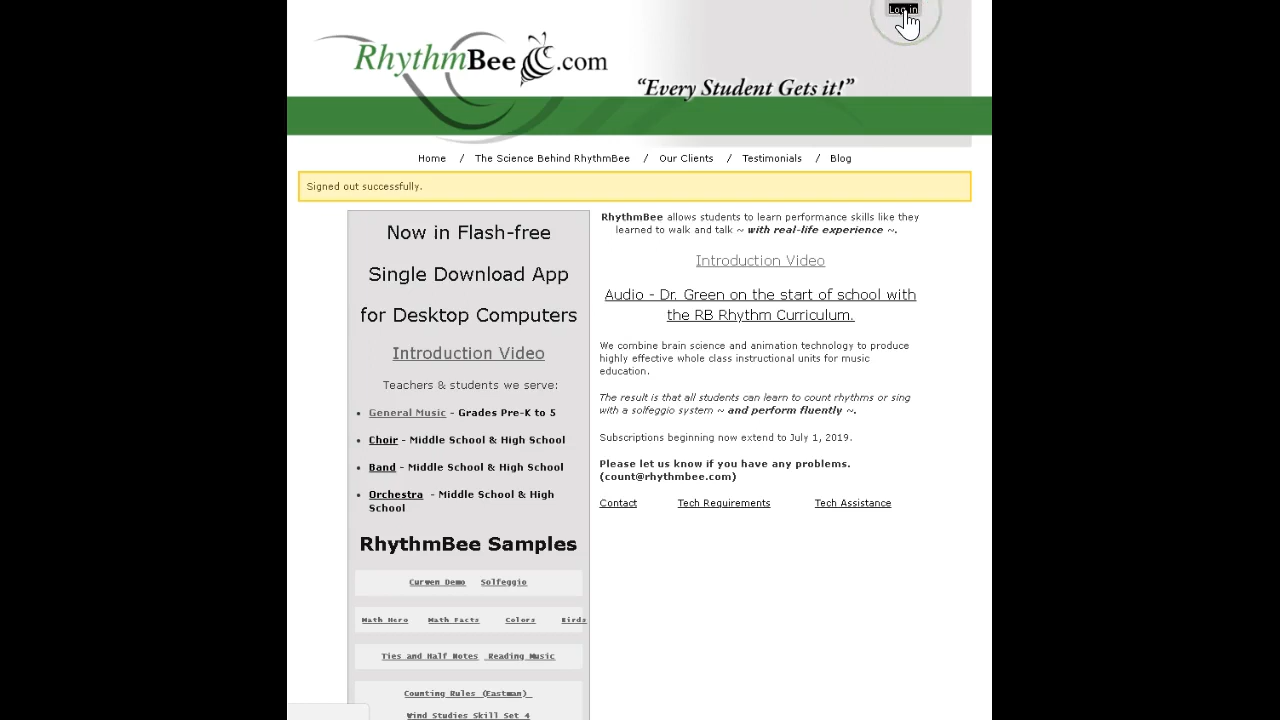 Log in
RhythmBee.com
“Every Student Gets it!”
Home / The Science Behind RhythmBee / Our Clients / Testimonials / Blog
Signed out successfully.
Now in Flash-free
Single Download App
for Desktop Computers
Introduction Video
Teachers & students we serve:
• General Music - Grades Pre-K to 5
• Choir - Middle School & High School
• Band - Middle School & High School
• Orchestra - Middle School & High
School
RhythmBee Samples
Curwen Demo Solfeggio
Math Hero Math Facts Colors Birds
Ties and Half Notes Reading Music
Counting Rules (Eastman)
Wind Studies Skill Set 4
RhythmBee allows students to learn performance skills like they
learned to walk and talk ~ with real-life experience ~.
Introduction Video
Audio - Dr. Green on the start of school with
the RB Rhythm Curriculum.
We combine brain science and animation technology to produce
highly effective whole class instructional units for music
education.
The result is that all students can learn to count rhythms or sing
with a solfeggio system ~ and perform fluently ~.
Subscriptions beginning now extend to July 1, 2019.
Please let us know if you have any problems.
(count@rhythmbee.com)
Contact Tech Requirements Tech Assistance